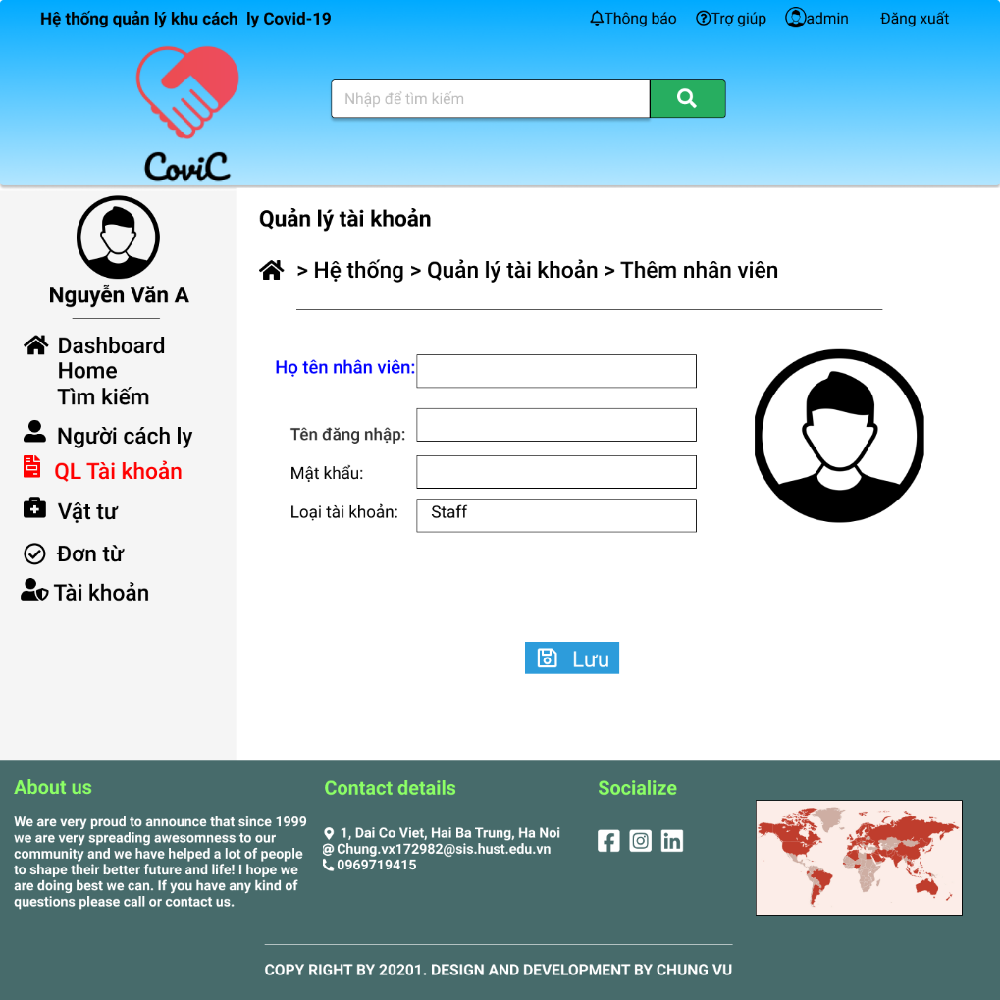 Hệ thống quản lý khu cách  ly Covid-19
Thông báo
Trợ giúp
admin
Đăng xuất
Nhập để tìm kiếm
CoviC
Nguyễn Văn A
Dashboard
Home
Tìm kiếm
Người cách ly
QL Tài khoản
Vật tư
Đơn từ
Tài khoản
Quản lý tài khoản
> Hệ thống > Quản lý tài khoản > Thêm nhân viên
Họ tên nhân viên:
Tên đăng nhập:
Mật khẩu:
Loại tài khoản: Staff
Lưu
About us
We are very proud to announce that since 1999
we are very spreading awesomness to our
community and we have helped a lot of people
to shape their better future and life! I hope we
are doing best we can. If you have any kind of
questions please call or contact us.
Contact details
1, Dai Co Viet, Hai Ba Trung, Ha Noi
@ Chung.vx172982@sis.hust.edu.vn
0969719415
Socialize
COPY RIGHT BY 20201. DESIGN AND DEVELOPMENT BY CHUNG VU